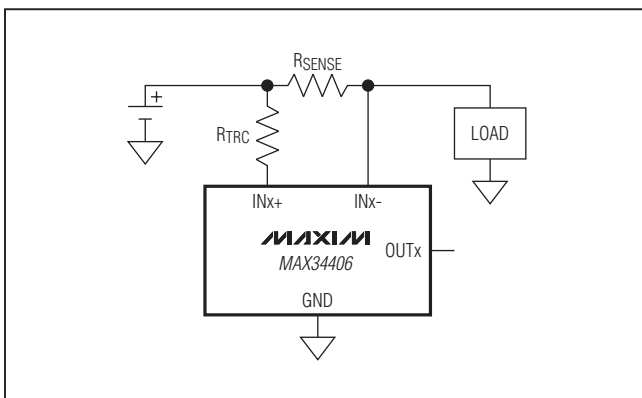 RSENSE
+
LOAD
RTRC
INx+ INx-
MAXIM
OUTx
MAX34406
GND